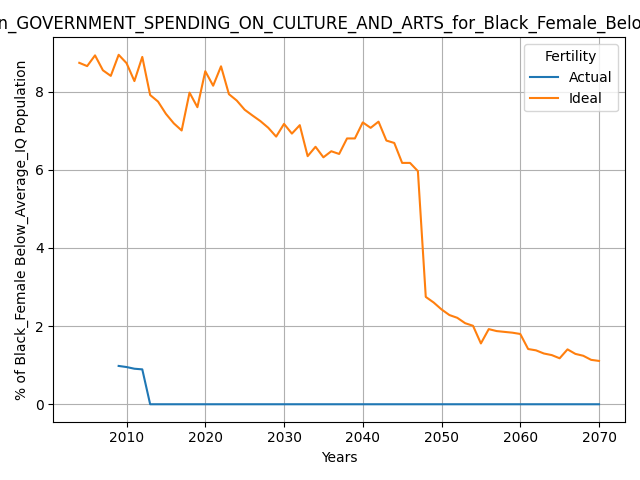 n_GOVERNMENT_SPENDING_ON_CULTURE_AND_ARTS_for_Black_Female_Belo
Fertility
Actual
Ideal
% of Black_Female Below_Average_IQ Population
8
6
4
2
0
2010 2020 2030 2040 2050 2060 2070
Years